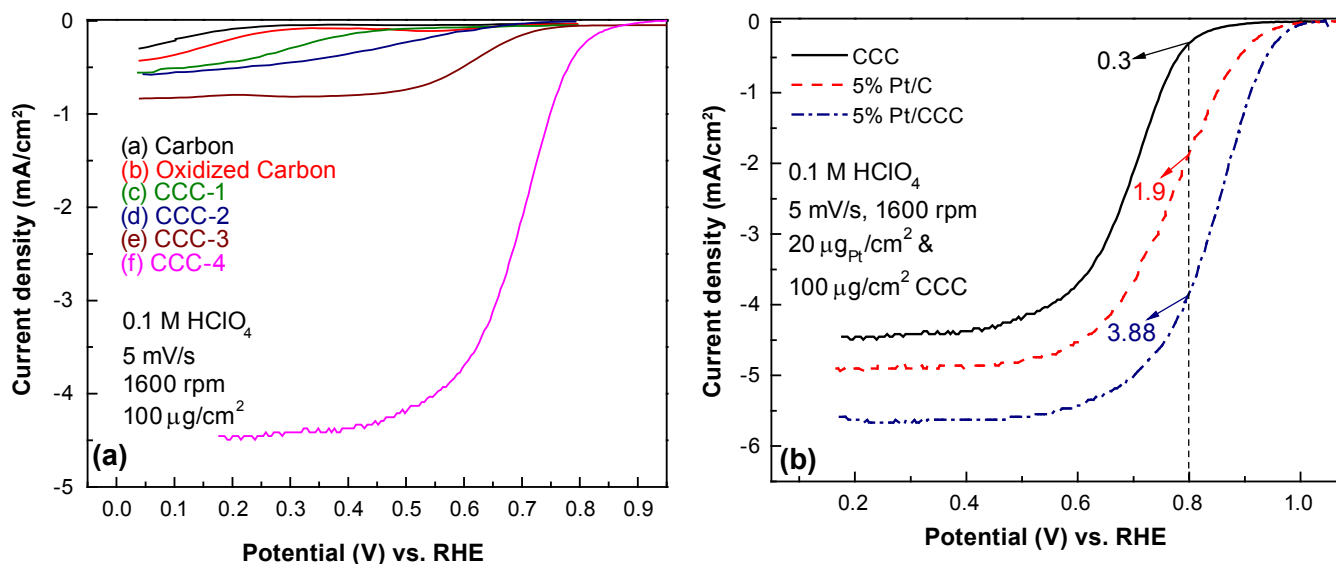 Current density (mA/cm²)
0
-1
-2
-3
-4
-5
(a) Carbon
(b) Oxidized Carbon
(c) CCC-1
(d) CCC-2
(e) CCC-3
(f) CCC-4
0.1 M HClO₄
5 mV/s
1600 rpm
100 μg/cm²
(a)
0.0 0.1 0.2 0.3 0.4 0.5 0.6 0.7 0.8 0.9
Potential (V) vs. RHE
Current density (mA/cm²)
0
-1
-2
-3
-4
-5
-6
CCC
5% Pt/C
5% Pt/CCC
0.3
1.9
3.88
0.1 M HClO₄
5 mV/s, 1600 rpm
20 μgPt/cm² &
100 μg/cm² CCC
(b)
0.2 0.4 0.6 0.8 1.0
Potential (V) vs. RHE